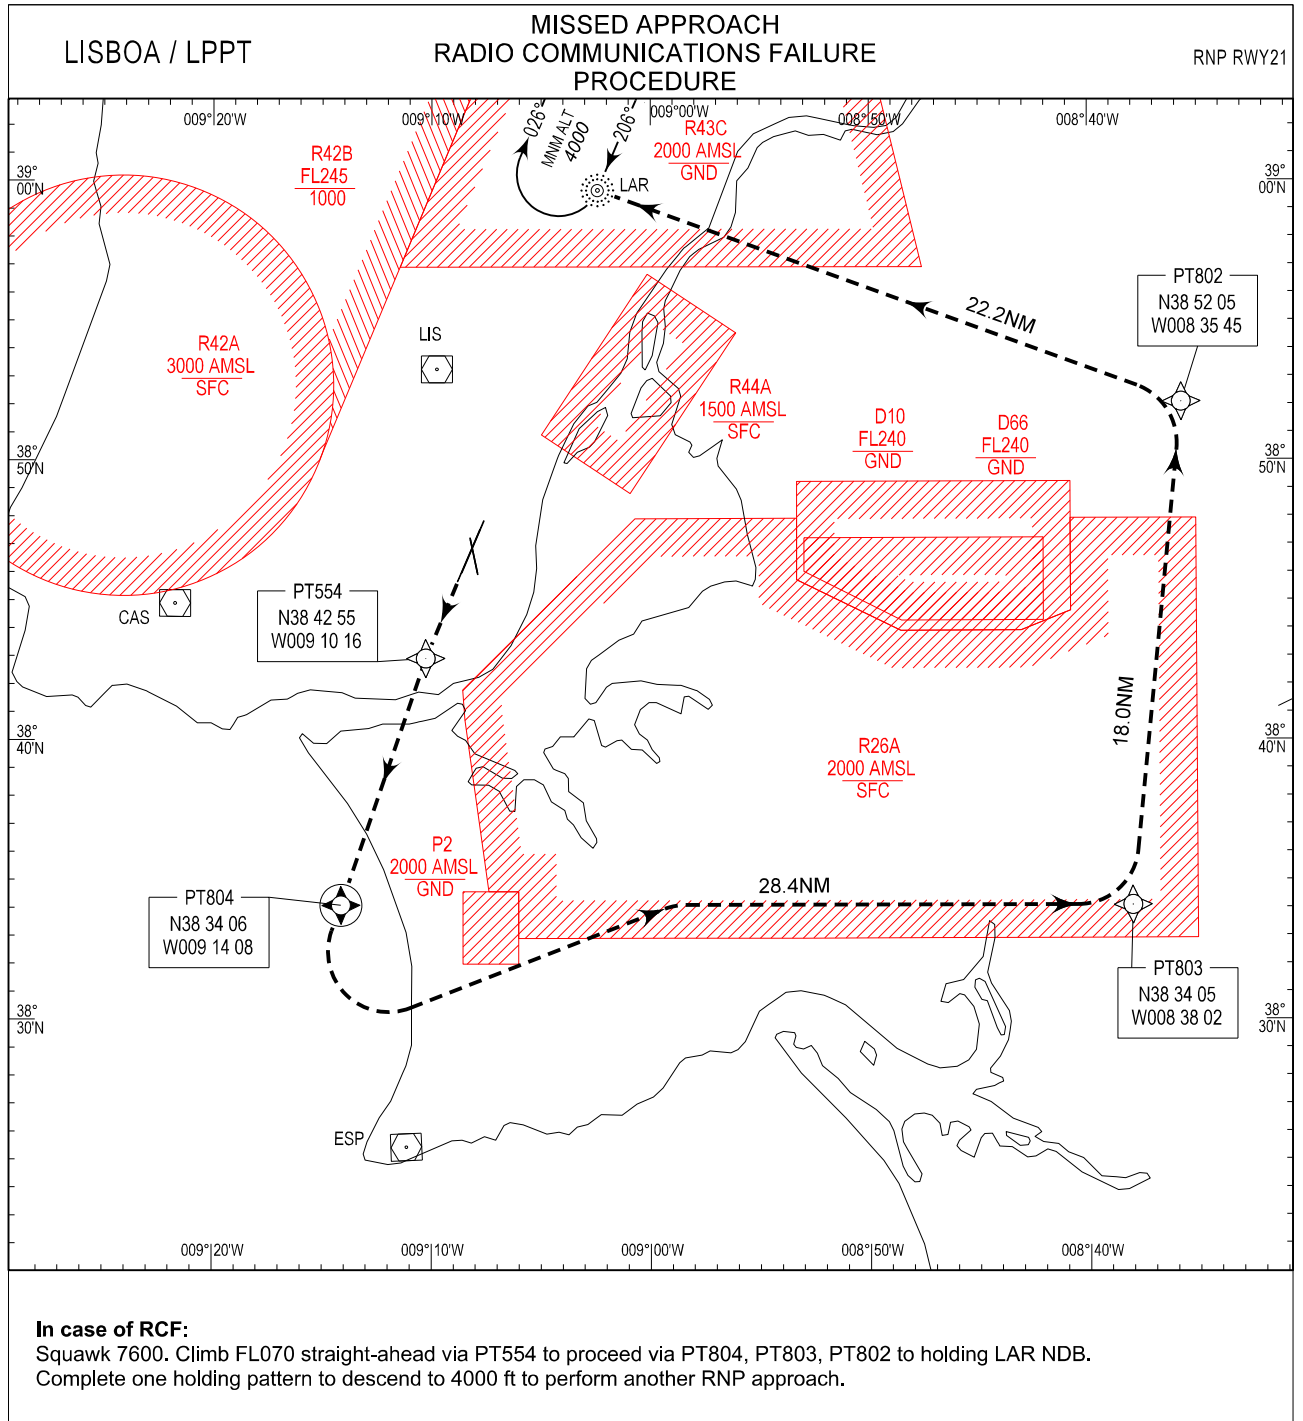 LISBOA / LPPT
MISSED APPROACH
RADIO COMMUNICATIONS FAILURE
PROCEDURE
RNP RWY21
009°20'W
009°10'W
009°00'W
008°50'W
008°40'W
026°
MNM ALT
4000
206°
R43C
2000 AMSL
GND
R42B
FL245
1000
39°
00'N
39°
00'N
LAR
PT802
N38 52 05
W008 35 45
22.2NM
LIS
R42A
3000 AMSL
SFC
R44A
1500 AMSL
SFC
D10
FL240
GND
D66
FL240
GND
38°
50'N
38°
50'N
PT554
N38 42 55
W009 10 16
CAS
18.0NM
38°
40'N
38°
40'N
R26A
2000 AMSL
SFC
P2
2000 AMSL
GND
28.4NM
PT804
N38 34 06
W009 14 08
PT803
N38 34 05
W008 38 02
38°
30'N
38°
30'N
ESP
009°20'W
009°10'W
009°00'W
008°50'W
008°40'W
In case of RCF:
Squawk 7600. Climb FL070 straight-ahead via PT554 to proceed via PT804, PT803, PT802 to holding LAR NDB.
Complete one holding pattern to descend to 4000 ft to perform another RNP approach.